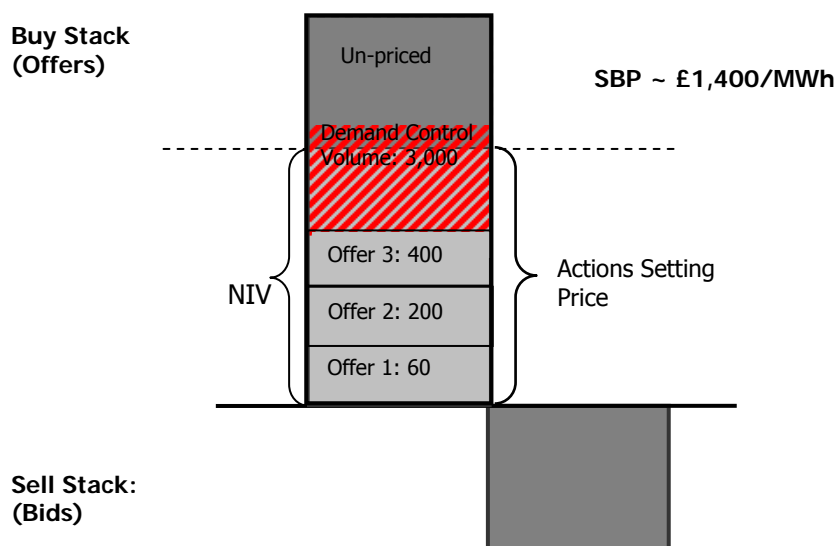 Buy Stack
(Offers)
Un-priced
SBP ~ £1,400/MWh
Demand Control
Volume: 3,000
Offer 3: 400
NIV
Actions Setting
Price
Offer 2: 200
Offer 1: 60
Sell Stack:
(Bids)